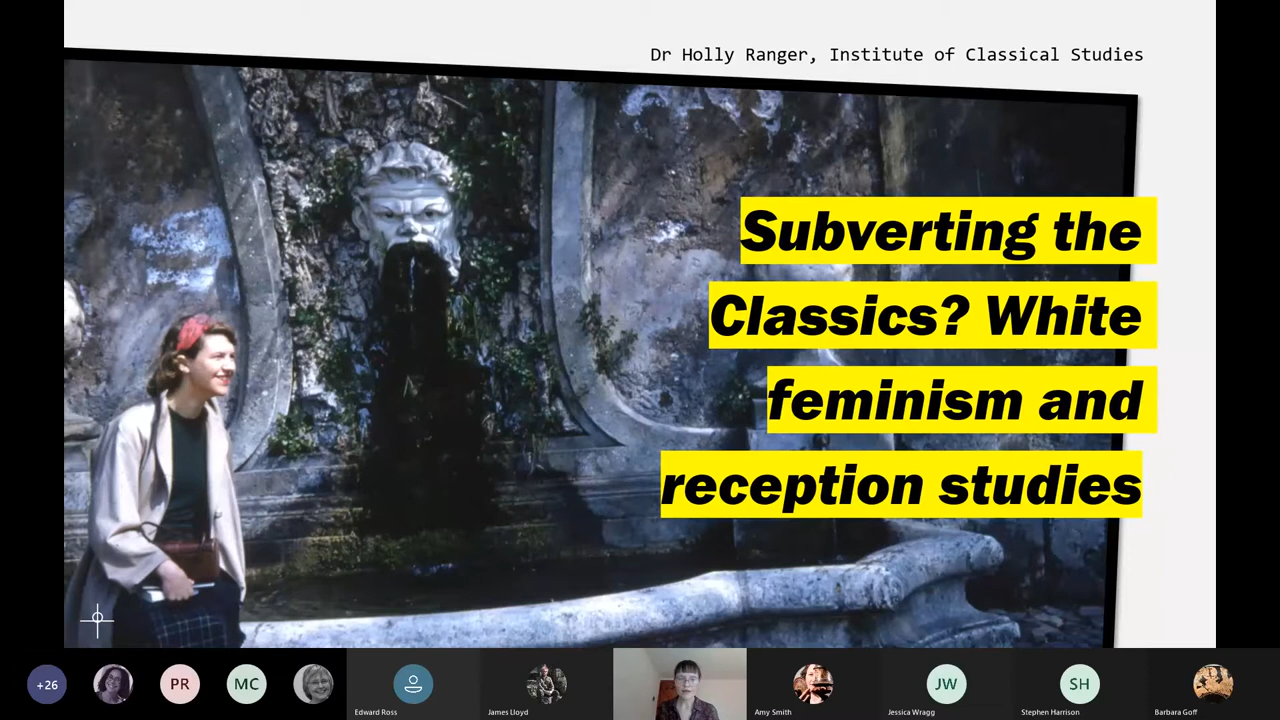 Dr Holly Ranger, Institute of Classical Studies
Subverting the
Classics? White
feminism and
reception studies
+26
PR
MC
JW
SH
Edward Ross
James Lloyd
Amy Smith
Jessica Wragg
Stephen Harrison
Barbara Goff